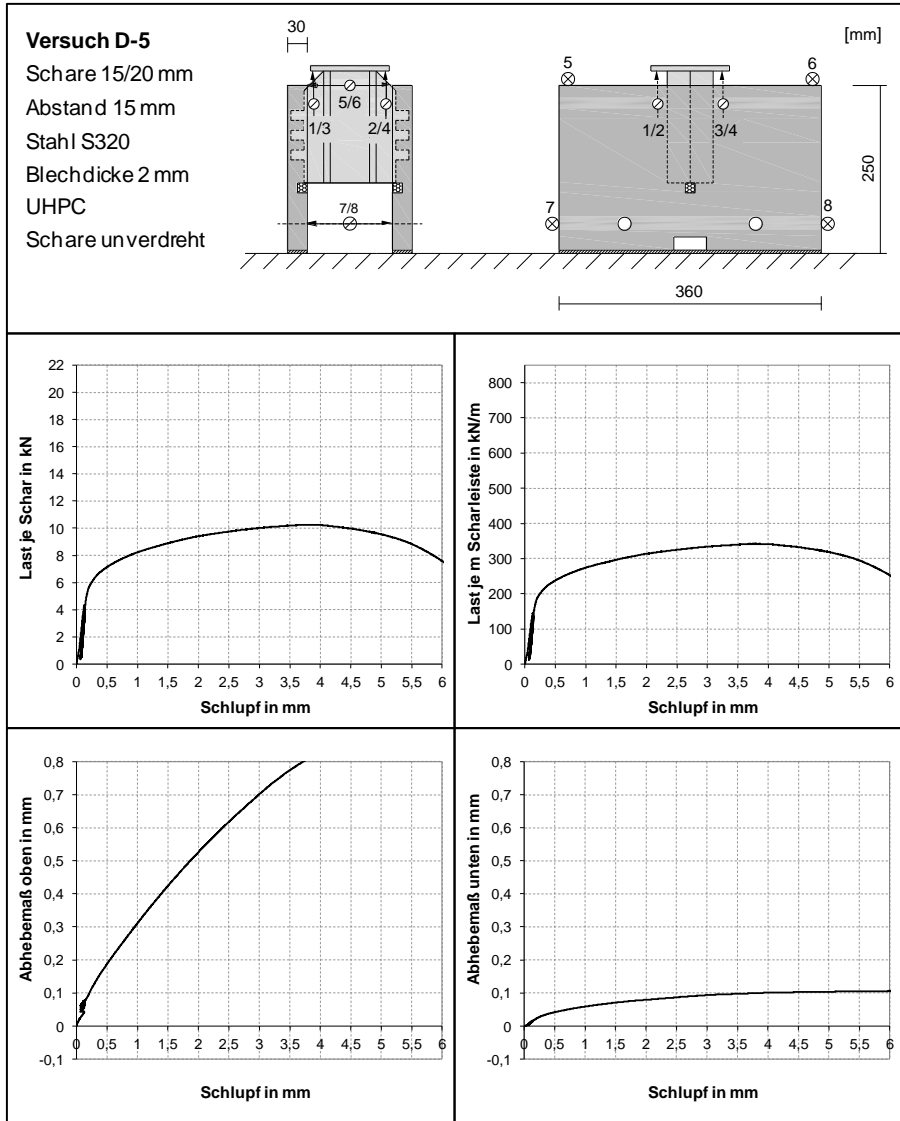 Versuch D-5
Schare 15/20 mm
Abstand 15 mm
Stahl S320
Blechdicke 2 mm
UHPC
Schare unverdreht
30
[mm]
5
6
5/6
1/3
2/4
1/2
3/4
250
7/8
7
8
360
Last je Schar in kN
22
20
18
16
14
12
10
8
6
4
2
0
0 0,5 1 1,5 2 2,5 3 3,5 4 4,5 5 5,5 6
Schlupf in mm
Last je m Scharleiste in kN/m
800
700
600
500
400
300
200
100
0
0 0,5 1 1,5 2 2,5 3 3,5 4 4,5 5 5,5 6
Schlupf in mm
Abhebemaß oben in mm
0,8
0,7
0,6
0,5
0,4
0,3
0,2
0,1
0
-0,1
0 0,5 1 1,5 2 2,5 3 3,5 4 4,5 5 5,5 6
Schlupf in mm
Abhebemaß unten in mm
0,8
0,7
0,6
0,5
0,4
0,3
0,2
0,1
0
-0,1
0 0,5 1 1,5 2 2,5 3 3,5 4 4,5 5 5,5 6
Schlupf in mm